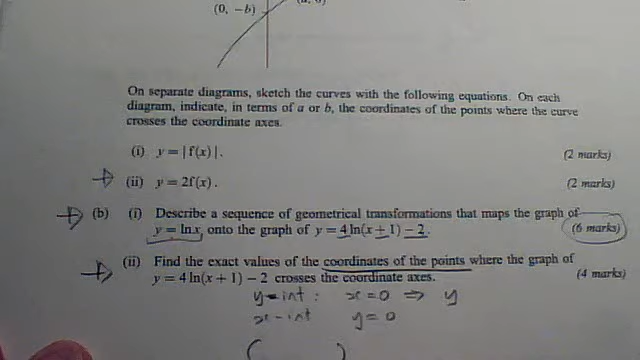 (0, −b)
On separate diagrams, sketch the curves with the following equations. On each
diagram, indicate, in terms of a or b, the coordinates of the points where the curve
crosses the coordinate axes.
(i) y = |f(x)|. (2 marks)
(ii) y = 2f(x). (2 marks)
(b) (i) Describe a sequence of geometrical transformations that maps the graph of
y = ln x onto the graph of y = 4 ln(x + 1) − 2. (6 marks)
(ii) Find the exact values of the coordinates of the points where the graph of
y = 4 ln(x + 1) − 2 crosses the coordinate axes. (4 marks)
y-int : x = 0 ⇒ y
x-int y = 0
( )